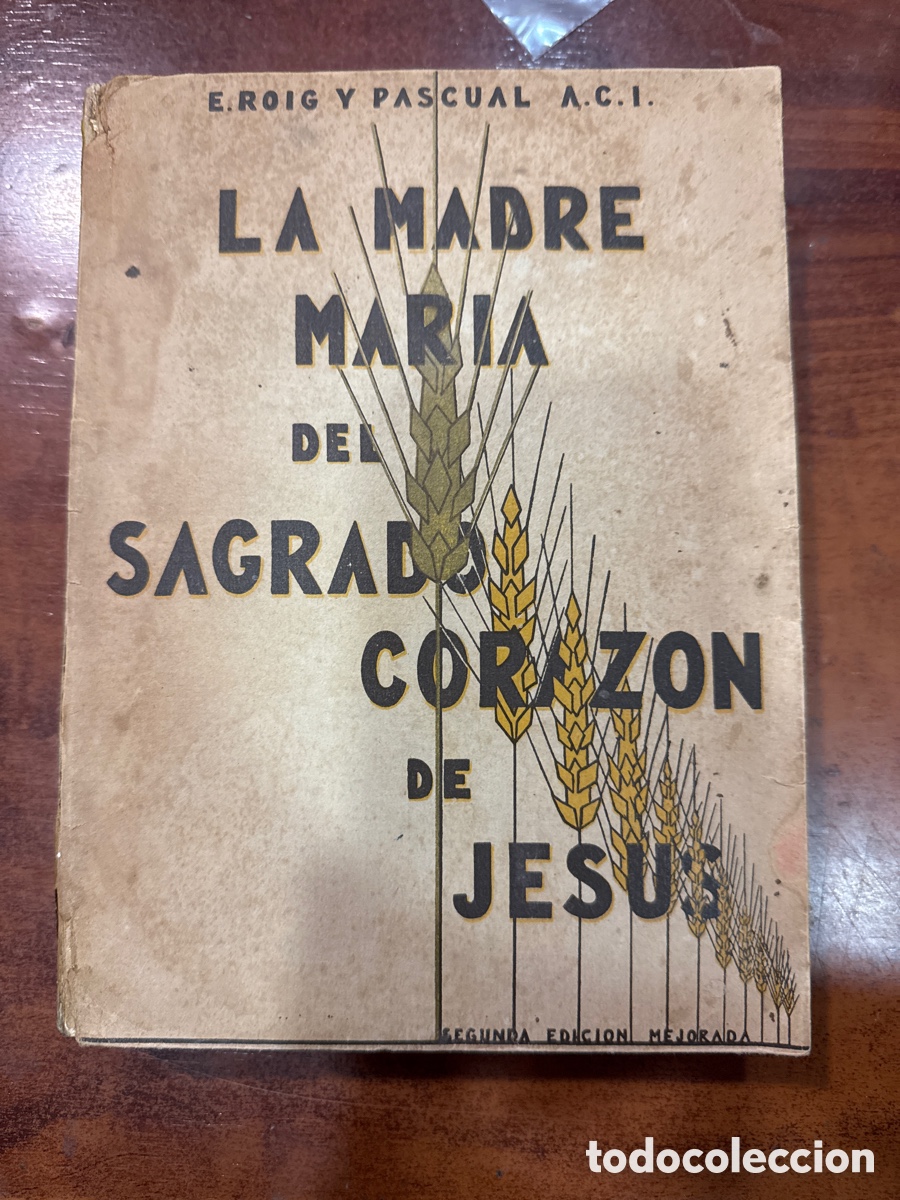 E. ROIG Y PASCUAL A.C.I.
LA MADRE
MARIA
DEL
SAGRADO
CORAZON
DE
JESUS
SEGUNDA EDICION MEJORADA
todocoleccion